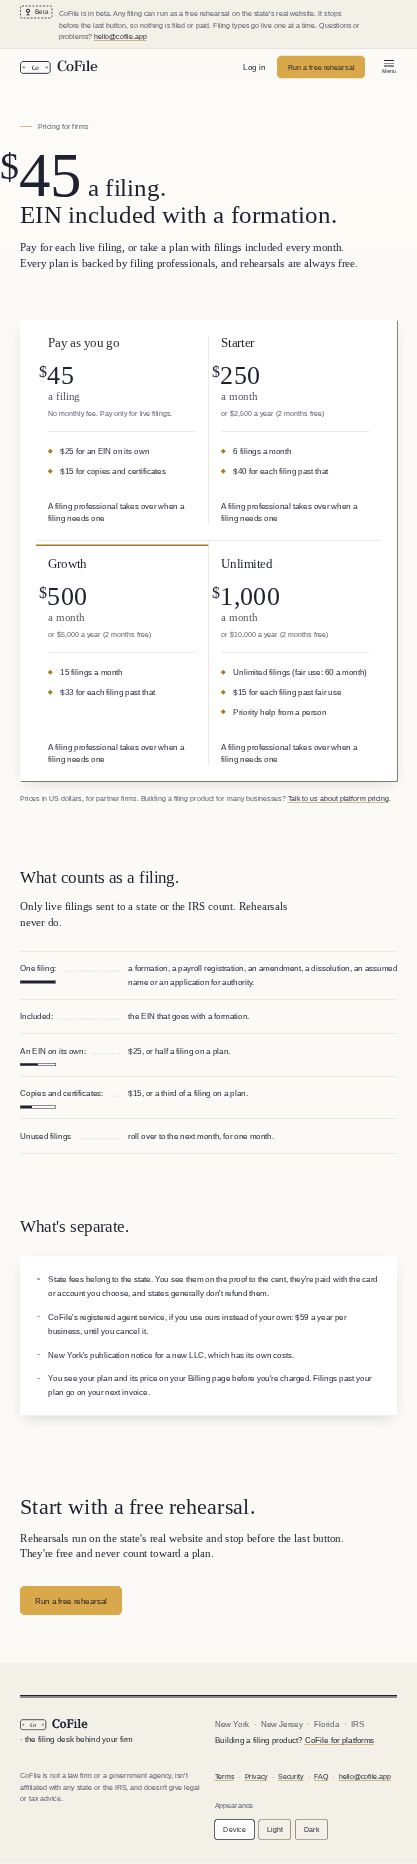 Beta
CoFile is in beta. Any filing can run as a free rehearsal on the state's real website. It stops
before the last button, so nothing is filed or paid. Filing types go live one at a time. Questions or
problems? hello@cofile.app
Co CoFile
Log in
Run a free rehearsal
Menu
Pricing for firms
$45 a filing.
EIN included with a formation.
Pay for each live filing, or take a plan with filings included every month.
Every plan is backed by filing professionals, and rehearsals are always free.
Pay as you go
$45
a filing
No monthly fee. Pay only for live filings.
$25 for an EIN on its own
$15 for copies and certificates
A filing professional takes over when a
filing needs one
Starter
$250
a month
or $2,500 a year (2 months free)
6 filings a month
$40 for each filing past that
A filing professional takes over when a
filing needs one
Growth
$500
a month
or $5,000 a year (2 months free)
15 filings a month
$33 for each filing past that
A filing professional takes over when a
filing needs one
Unlimited
$1,000
a month
or $10,000 a year (2 months free)
Unlimited filings (fair use: 60 a month)
$15 for each filing past fair use
Priority help from a person
A filing professional takes over when a
filing needs one
Prices in US dollars, for partner firms. Building a filing product for many businesses? Talk to us about platform pricing.
What counts as a filing.
Only live filings sent to a state or the IRS count. Rehearsals
never do.
One filing: a formation, a payroll registration, an amendment, a dissolution, an assumed
name or an application for authority.
Included: the EIN that goes with a formation.
An EIN on its own: $25, or half a filing on a plan.
Copies and certificates: $15, or a third of a filing on a plan.
Unused filings roll over to the next month, for one month.
What's separate.
- State fees belong to the state. You see them on the proof to the cent, they're paid with the card
or account you choose, and states generally don't refund them.
- CoFile's registered agent service, if you use ours instead of your own: $59 a year per
business, until you cancel it.
- New York's publication notice for a new LLC, which has its own costs.
- You see your plan and its price on your Billing page before you're charged. Filings past your
plan go on your next invoice.
Start with a free rehearsal.
Rehearsals run on the state's real website and stop before the last button.
They're free and never count toward a plan.
Run a free rehearsal
Co CoFile
· the filing desk behind your firm
CoFile is not a law firm or a government agency, isn't
affiliated with any state or the IRS, and doesn't give legal
or tax advice.
New York · New Jersey · Florida · IRS
Building a filing product? CoFile for platforms
Terms · Privacy · Security · FAQ · hello@cofile.app
Appearance
Device Light Dark